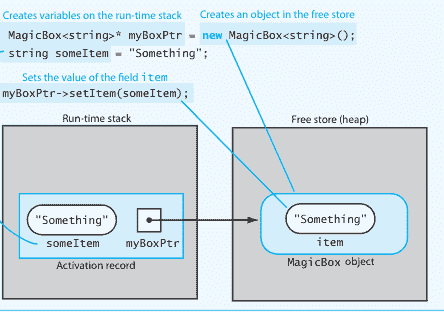 Creates variables on the run-time stack
Creates an object in the free store
MagicBox<string>* myBoxPtr = new MagicBox<string>();
string someItem = "Something";
Sets the value of the field item
myBoxPtr->setItem(someItem);
Run-time stack
Free store (heap)
"Something"
someItem
myBoxPtr
Activation record
"Something"
item
MagicBox object